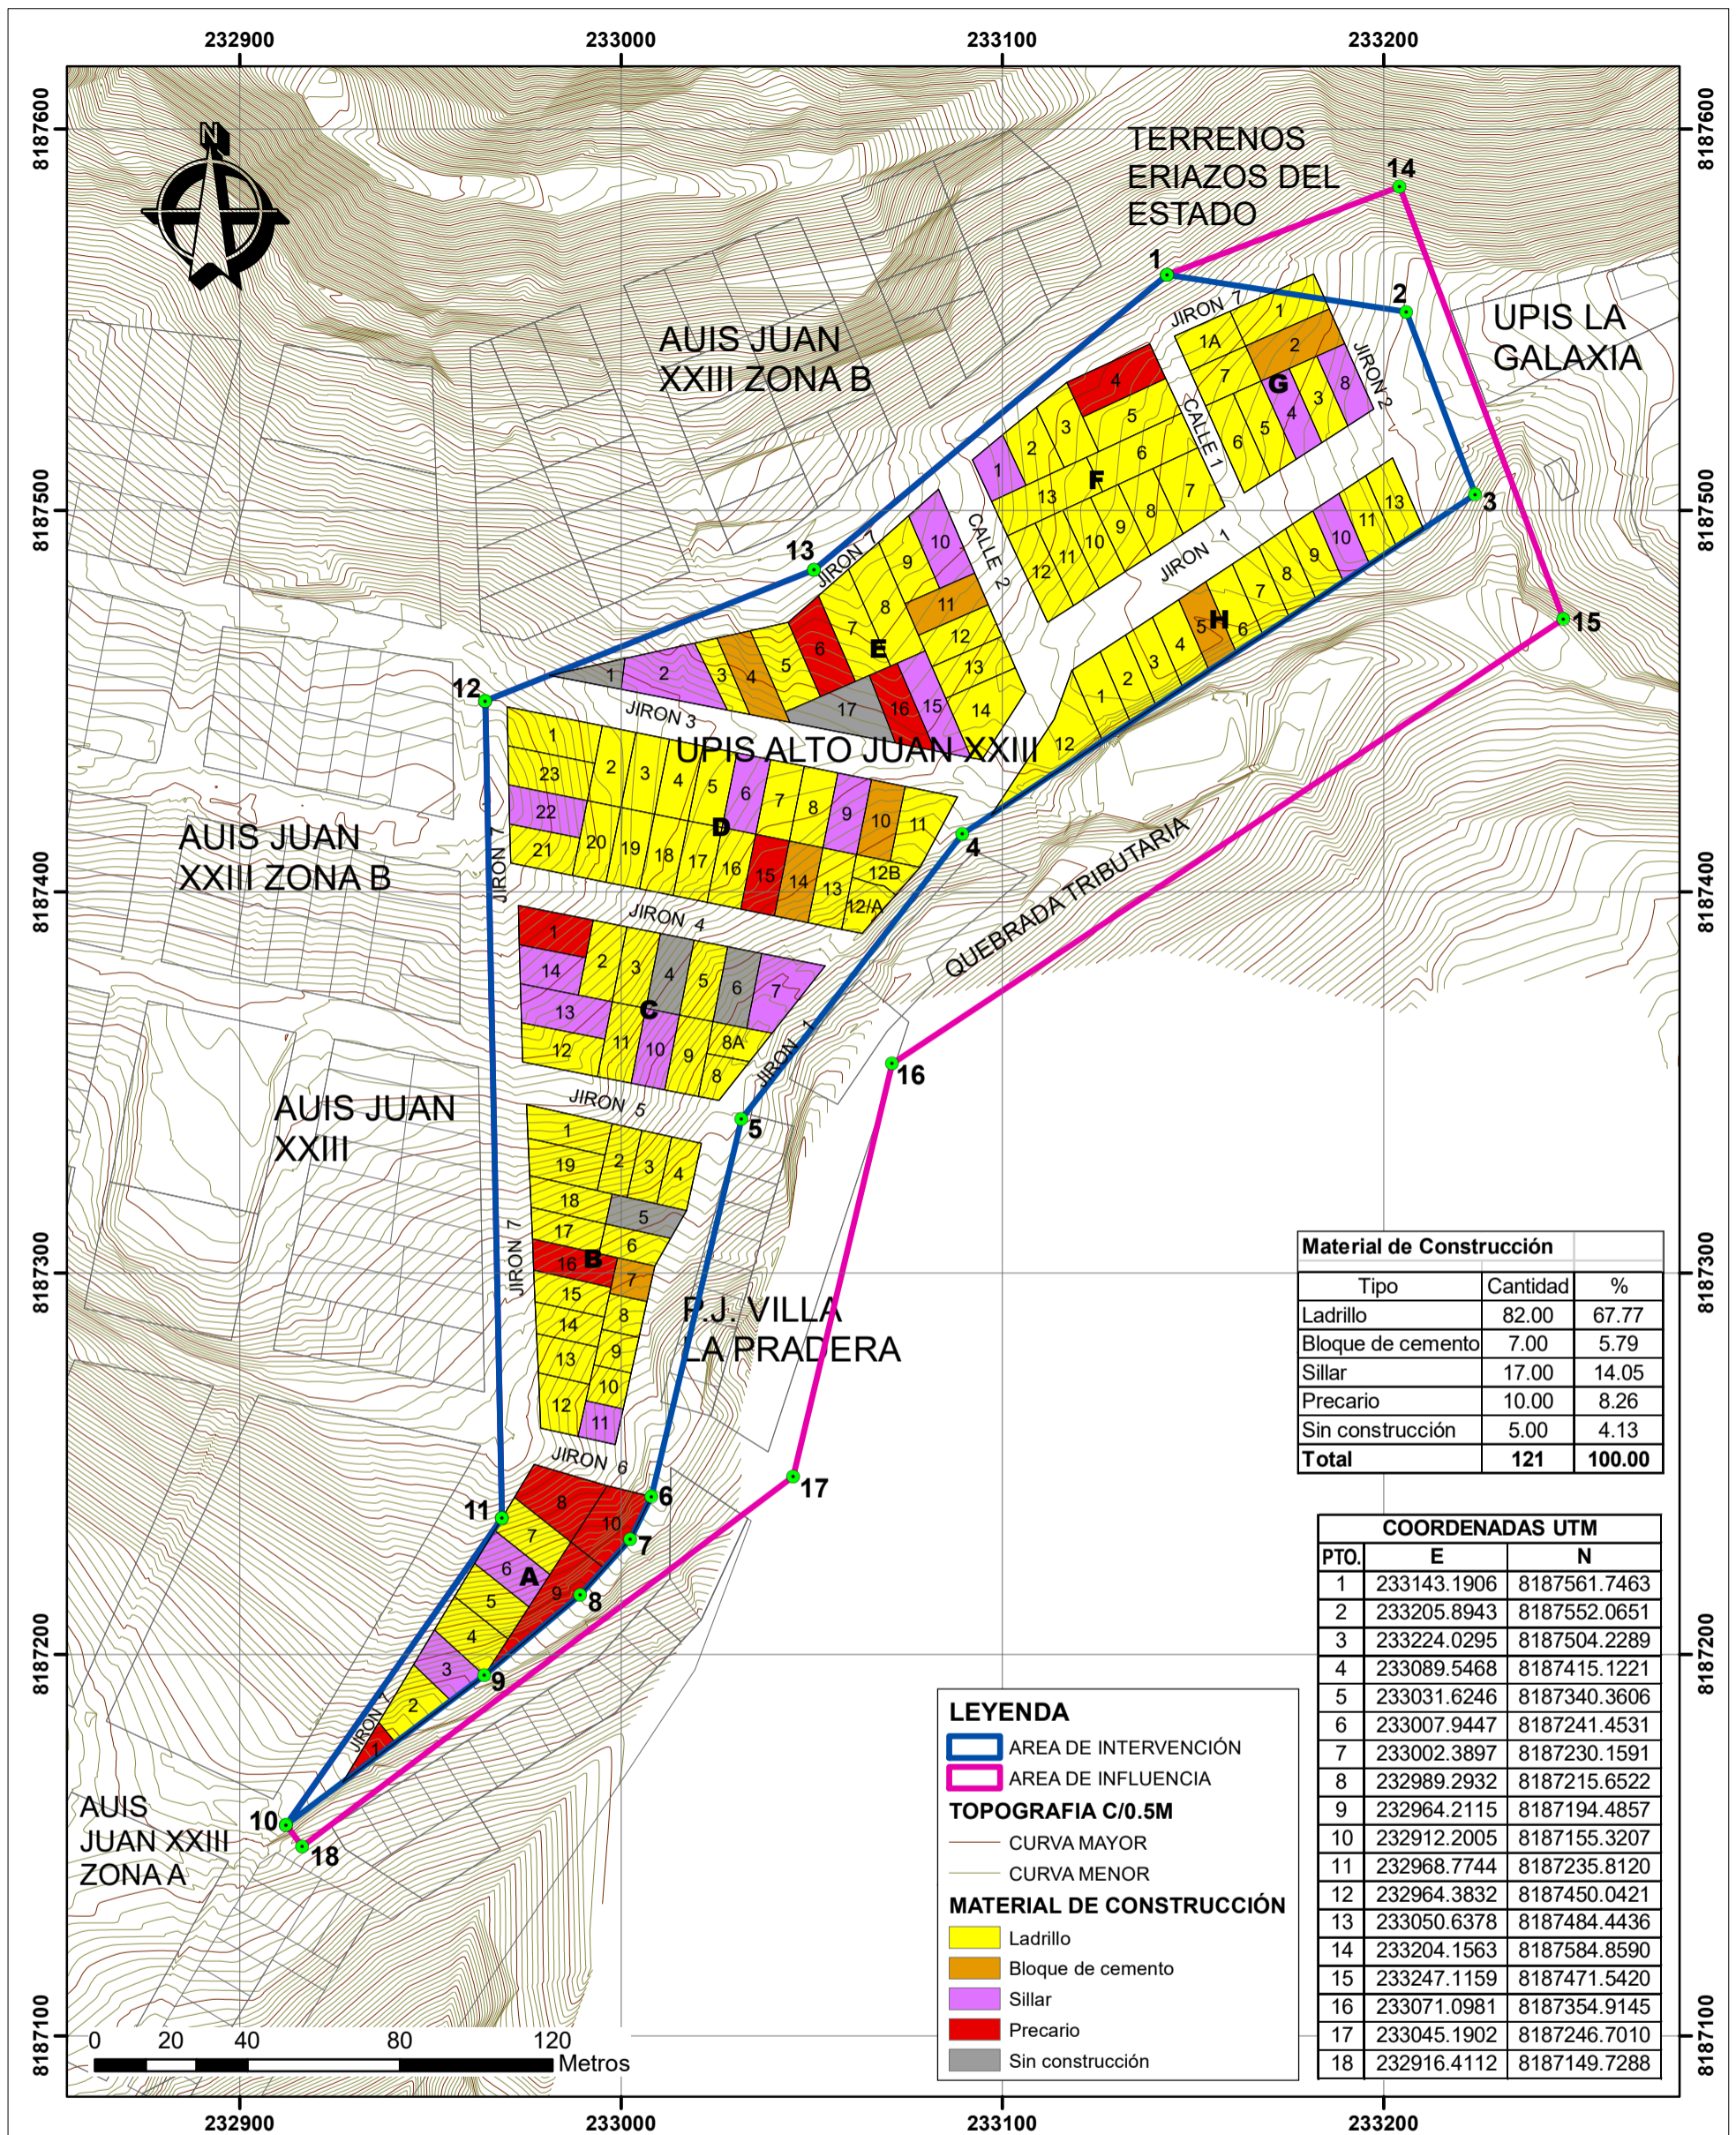 232900 233000 233100 233200
8187600 8187600
8187500 8187500
8187400 8187400
8187300 8187300
8187200 8187200
8187100 8187100
N
TERRENOS
ERIAZOS DEL
ESTADO
14
1
2
UPIS LA
GALAXIA
AUIS JUAN
XXIII ZONA B
3
13
15
12
JIRON 7
1
1A
2
7
G
8
3
4
5
6
JIRON 2
CALLE 1
4
3
5
2
1
6
F
13
7
8
9
10
11
12
JIRON 1
CALLE 2
JIRON 7
10
9
8
11
7
12
6
E
13
5
4
3
2
1
17
16
15
14
13
11
10
9
8
7
H
6
5
4
3
2
1
12
JIRON 3
UPIS ALTO JUAN XXIII
1
23
2
3
4
5
6
7
8
9
10
11
22
D
21
20
19
18
17
16
15
14
13
12B
12/A
4
AUIS JUAN
XXIII ZONA B
JIRON 7
QUEBRADA TRIBUTARIA
JIRON 4
1
14
2
3
4
5
6
7
13
C
12
11
10
9
8A
8
JIRON 1
16
5
AUIS JUAN
XXIII
JIRON 5
1
19
2
3
4
18
5
17
6
16
B
7
15
8
14
9
13
10
12
11
JIRON 7
P.J. VILLA
LA PRADERA
JIRON 6
17
11
6
7
8
9
8
10
7
6
A
9
5
4
3
2
1
JIRON 7
10
18
AUIS
JUAN XXIII
ZONA A
Material de Construcción
Tipo Cantidad %
Ladrillo 82.00 67.77
Bloque de cemento 7.00 5.79
Sillar 17.00 14.05
Precario 10.00 8.26
Sin construcción 5.00 4.13
Total 121 100.00
COORDENADAS UTM
PTO. E N
1 233143.1906 8187561.7463
2 233205.8943 8187552.0651
3 233224.0295 8187504.2289
4 233089.5468 8187415.1221
5 233031.6246 8187340.3606
6 233007.9447 8187241.4531
7 233002.3897 8187230.1591
8 232989.2932 8187215.6522
9 232964.2115 8187194.4857
10 232912.2005 8187155.3207
11 232968.7744 8187235.8120
12 232964.3832 8187450.0421
13 233050.6378 8187484.4436
14 233204.1563 8187584.8590
15 233247.1159 8187471.5420
16 233071.0981 8187354.9145
17 233045.1902 8187246.7010
18 232916.4112 8187149.7288
LEYENDA
AREA DE INTERVENCIÓN
AREA DE INFLUENCIA
TOPOGRAFIA C/0.5M
CURVA MAYOR
CURVA MENOR
MATERIAL DE CONSTRUCCIÓN
Ladrillo
Bloque de cemento
Sillar
Precario
Sin construcción
0 20 40 80 120
Metros
232900 233000 233100 233200